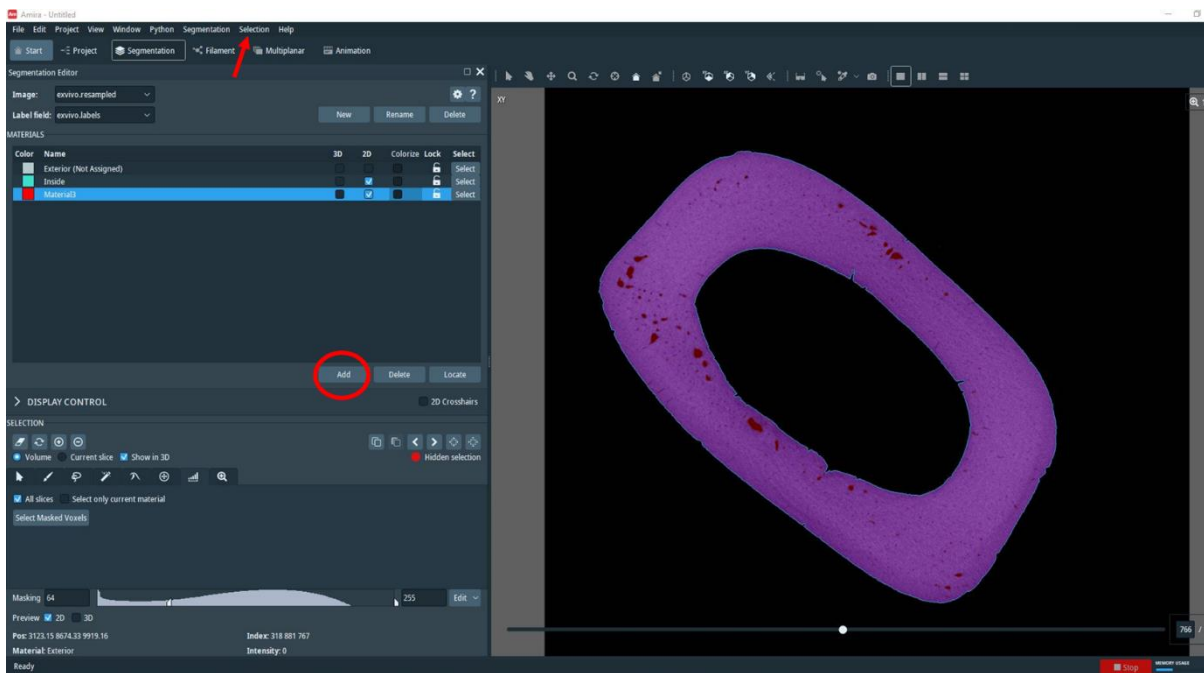 Amira - Untitled
File Edit Project View Window Python Segmentation Selection Help
Start Project Segmentation Filament Multiplanar Animation
Segmentation Editor
Image: exvivo.resampled
Label field: exvivo.labels New Rename Delete
MATERIALS
Color Name 3D 2D Colorize Lock Select
Exterior (Not Assigned) Select
Inside Select
Material3 Select
Add Delete Locate
> DISPLAY CONTROL 2D Crosshairs
SELECTION
Volume Current slice Show in 3D Hidden selection
All slices Select only current material
Select Masked Voxels
Masking 64 255 Edit
Preview 2D 3D
Pos: 3123.15 8674.33 9919.16 Index: 318 881 767
Material: Exterior Intensity: 0
Ready
XY
766 /
Stop MEMORY USAGE